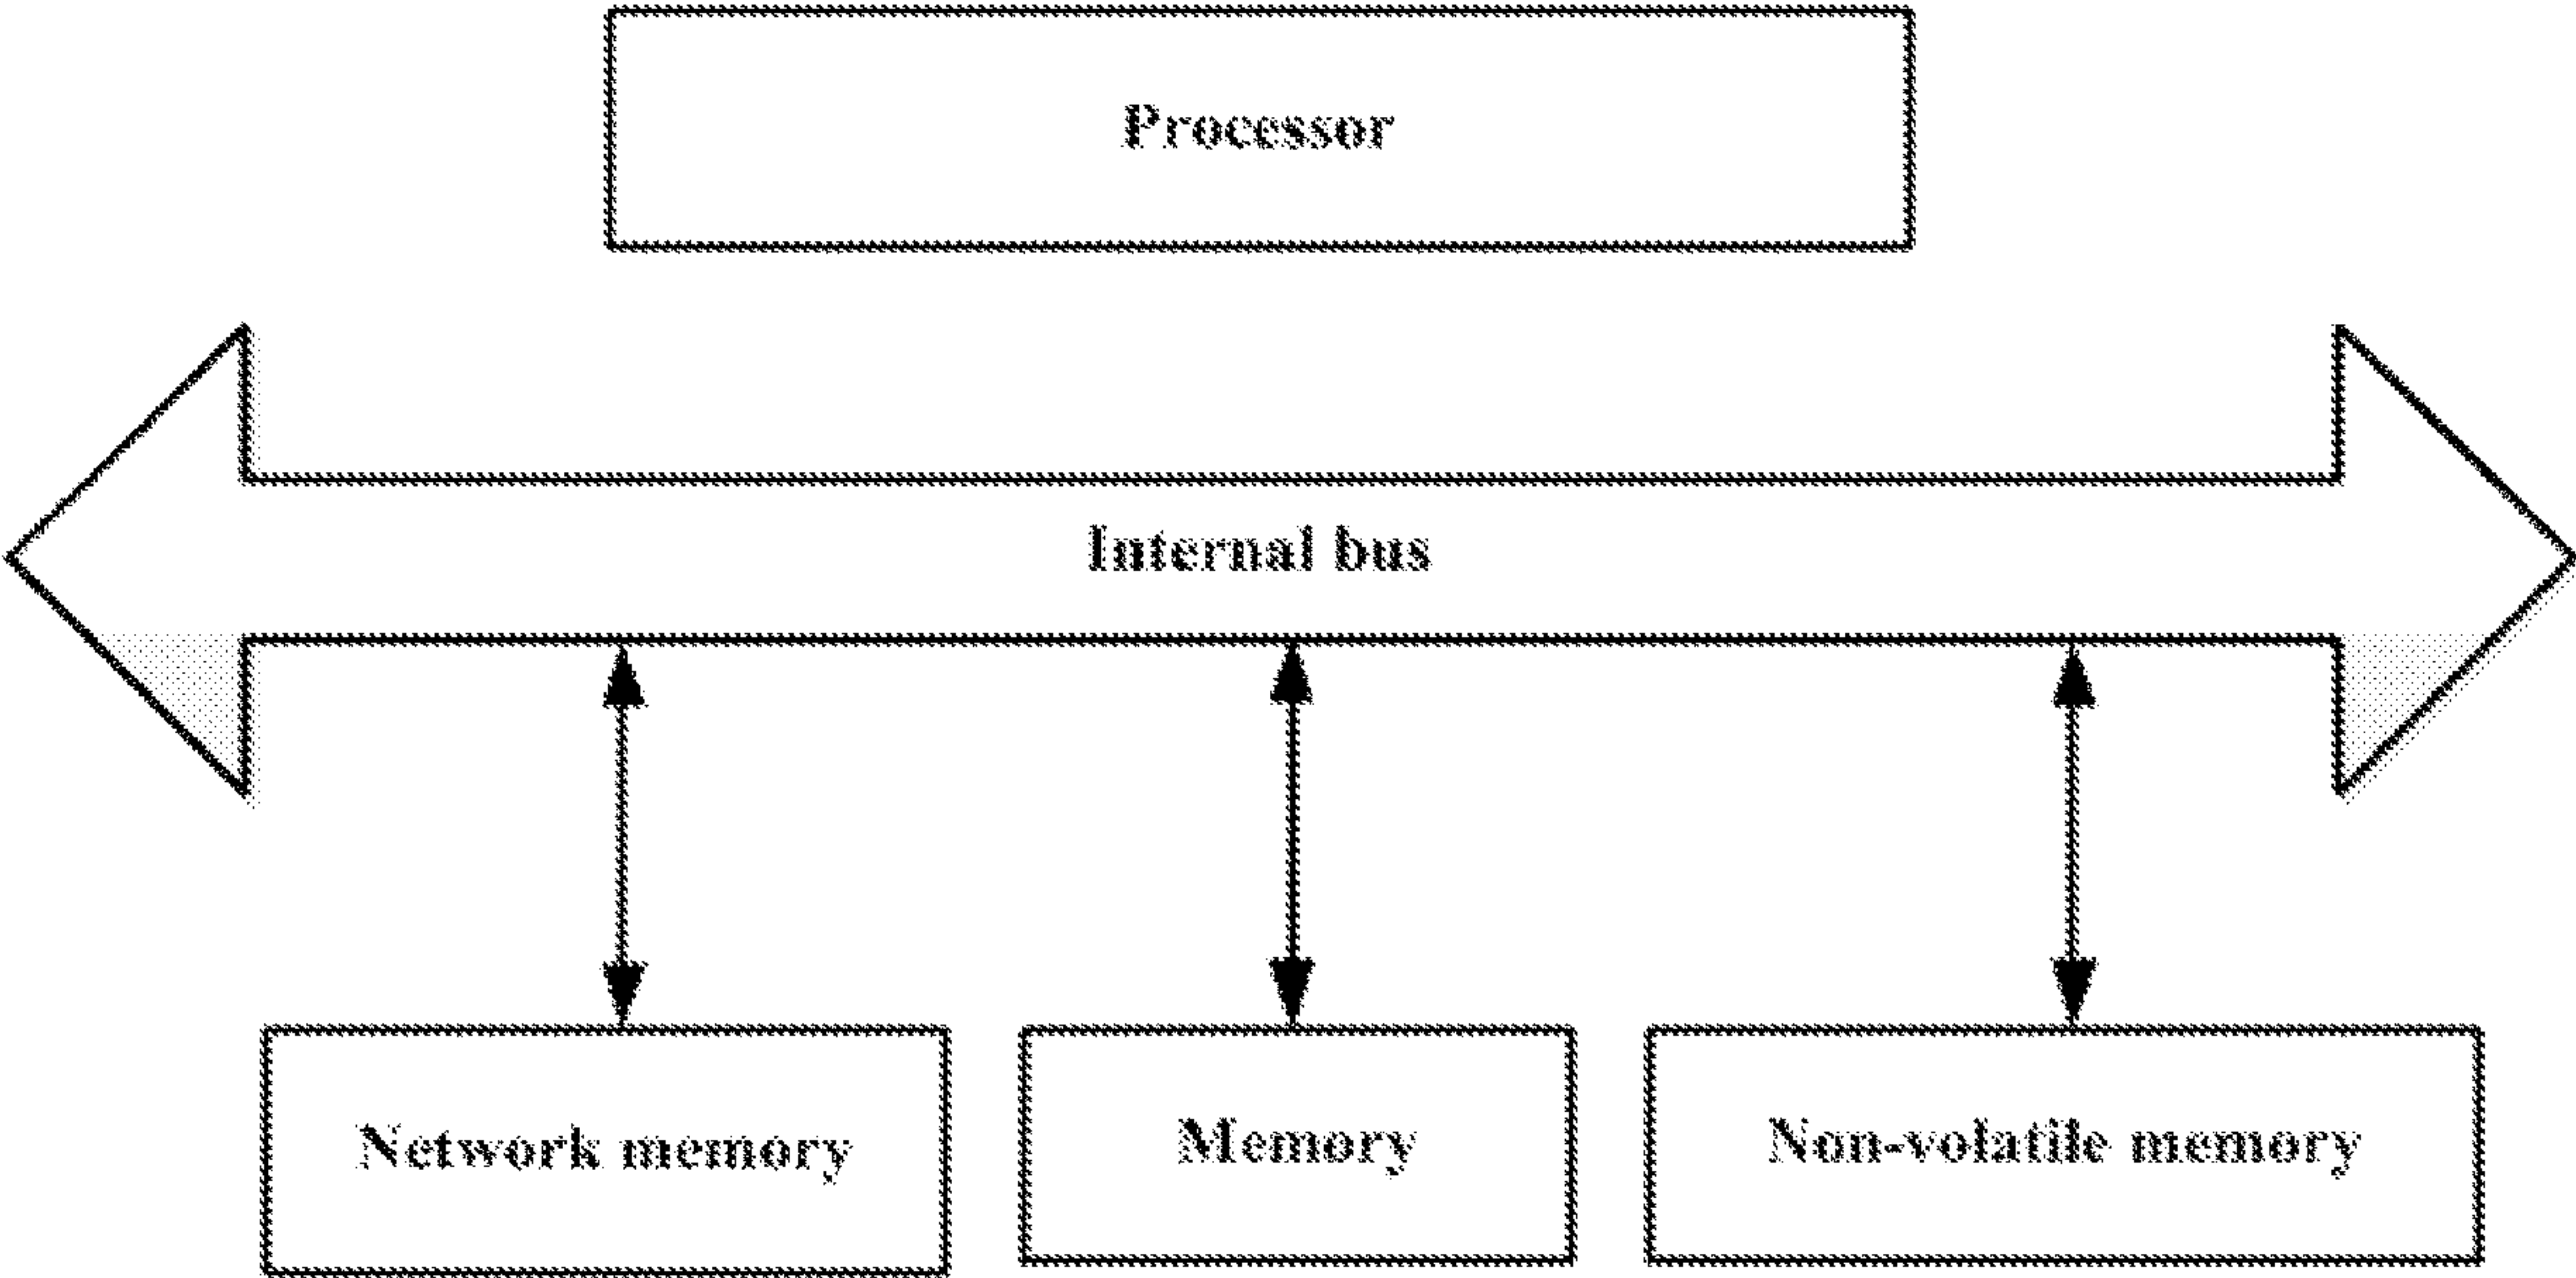 Processor
Internal bus
Network memory
Memory
Non-volatile memory